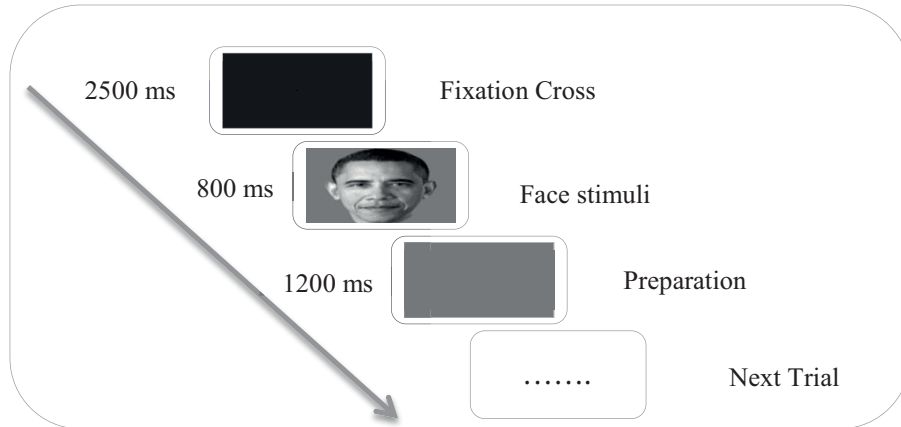 2500 ms Fixation Cross
800 ms Face stimuli
1200 ms Preparation
....... Next Trial